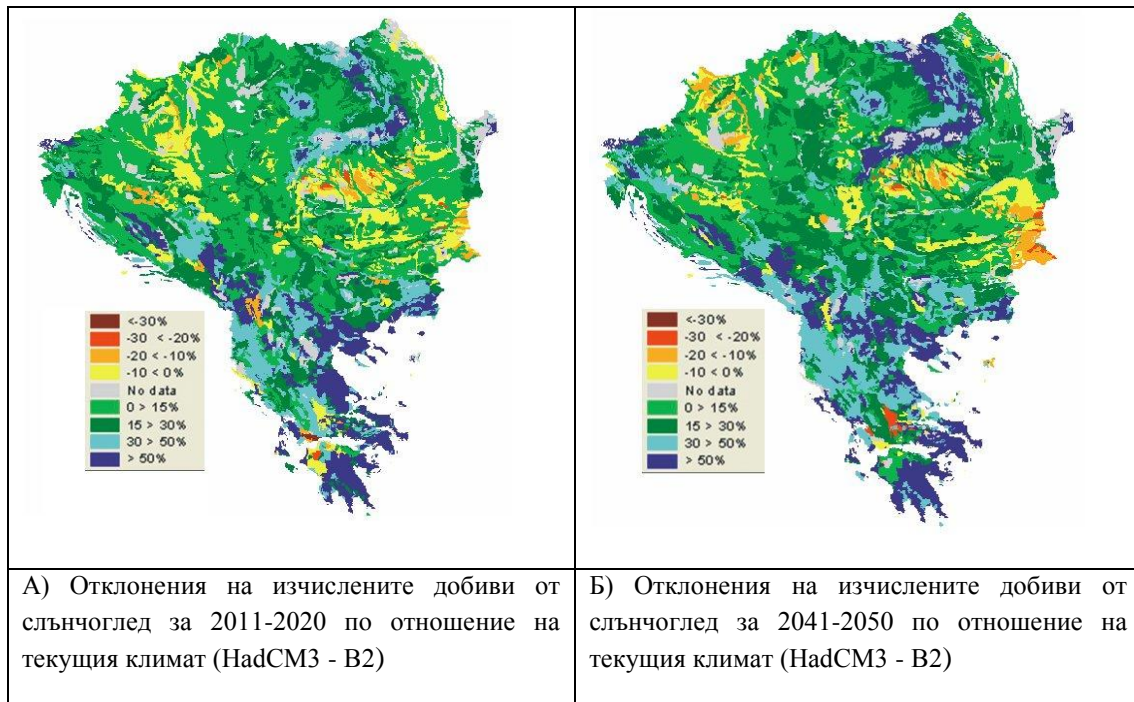 <-30%
-30 < -20%
-20 < -10%
-10 < 0%
No data
0 > 15%
15 > 30%
30 > 50%
> 50%
<-30%
-30 < -20%
-20 < -10%
-10 < 0%
No data
0 > 15%
15 > 30%
30 > 50%
> 50%
А) Отклонения на изчислените добиви от
слънчоглед за 2011-2020 по отношение на
текущия климат (HadCM3 - B2)
Б) Отклонения на изчислените добиви от
слънчоглед за 2041-2050 по отношение на
текущия климат (HadCM3 - B2)